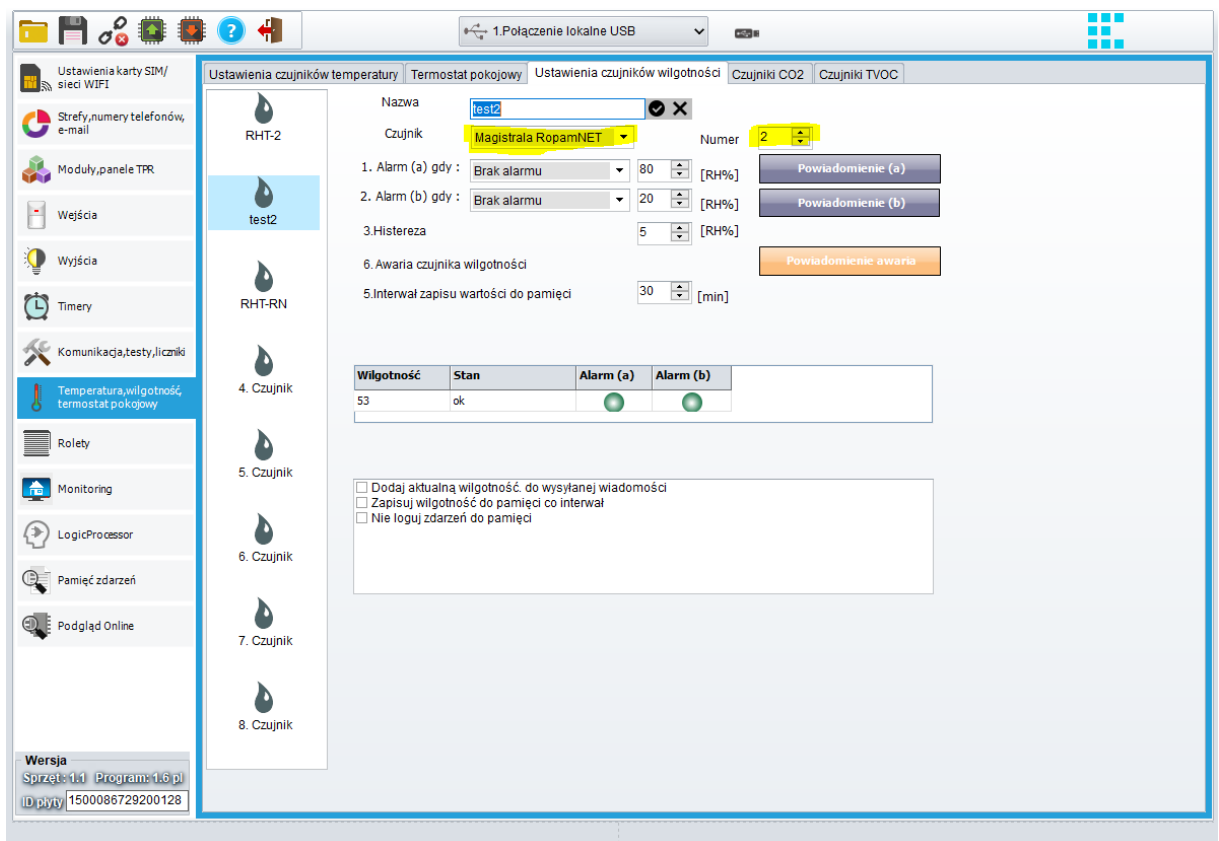 1.Połączenie lokalne USB
Ustawienia karty SIM/
sieci WIFI
Strefy,numery telefonów,
e-mail
Moduły,panele TPR
Wejścia
Wyjścia
Timery
Komunikacja,testy,liczniki
Temperatura,wilgotność,
termostat pokojowy
Rolety
Monitoring
LogicProcessor
Pamięć zdarzeń
Podgląd Online
Wersja
Sprzęt : 1.1 Program: 1.6 pl
ID płyty 1500086729200128
Ustawienia czujników temperatury Termostat pokojowy Ustawienia czujników wilgotności Czujniki CO2 Czujniki TVOC
RHT-2
test2
RHT-RN
4. Czujnik
5. Czujnik
6. Czujnik
7. Czujnik
8. Czujnik
Nazwa test2
Czujnik Magistrala RopamNET Numer 2
1. Alarm (a) gdy : Brak alarmu 80 [RH%] Powiadomienie (a)
2. Alarm (b) gdy : Brak alarmu 20 [RH%] Powiadomienie (b)
3.Histereza 5 [RH%]
6. Awaria czujnika wilgotności Powiadomienie awaria
5.Interwał zapisu wartości do pamięci 30 [min]
Wilgotność Stan Alarm (a) Alarm (b)
53 ok
Dodaj aktualną wilgotność. do wysyłanej wiadomości
Zapisuj wilgotność do pamięci co interwał
Nie loguj zdarzeń do pamięci